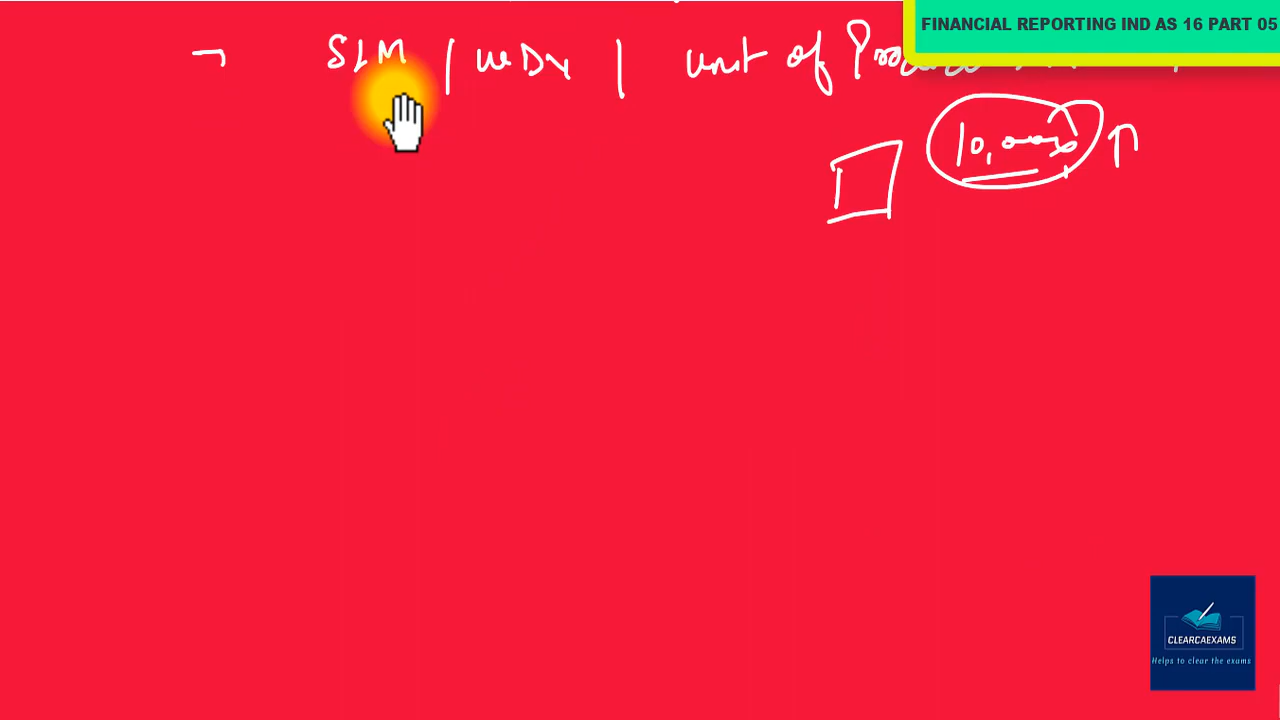 FINANCIAL REPORTING IND AS 16 PART 05
SLM | WDV | unit of
10,000
CLEARCAEXAMS
Helps to clear the exams